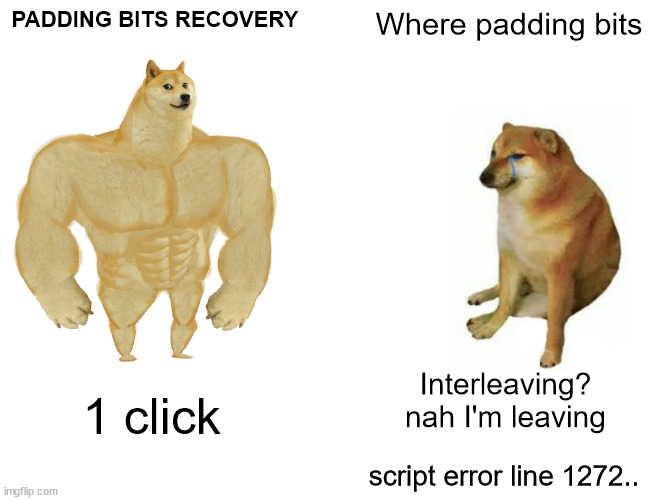 PADDING BITS RECOVERY
Where padding bits
1 click
Interleaving?
nah I'm leaving
script error line 1272..
imgflip.com